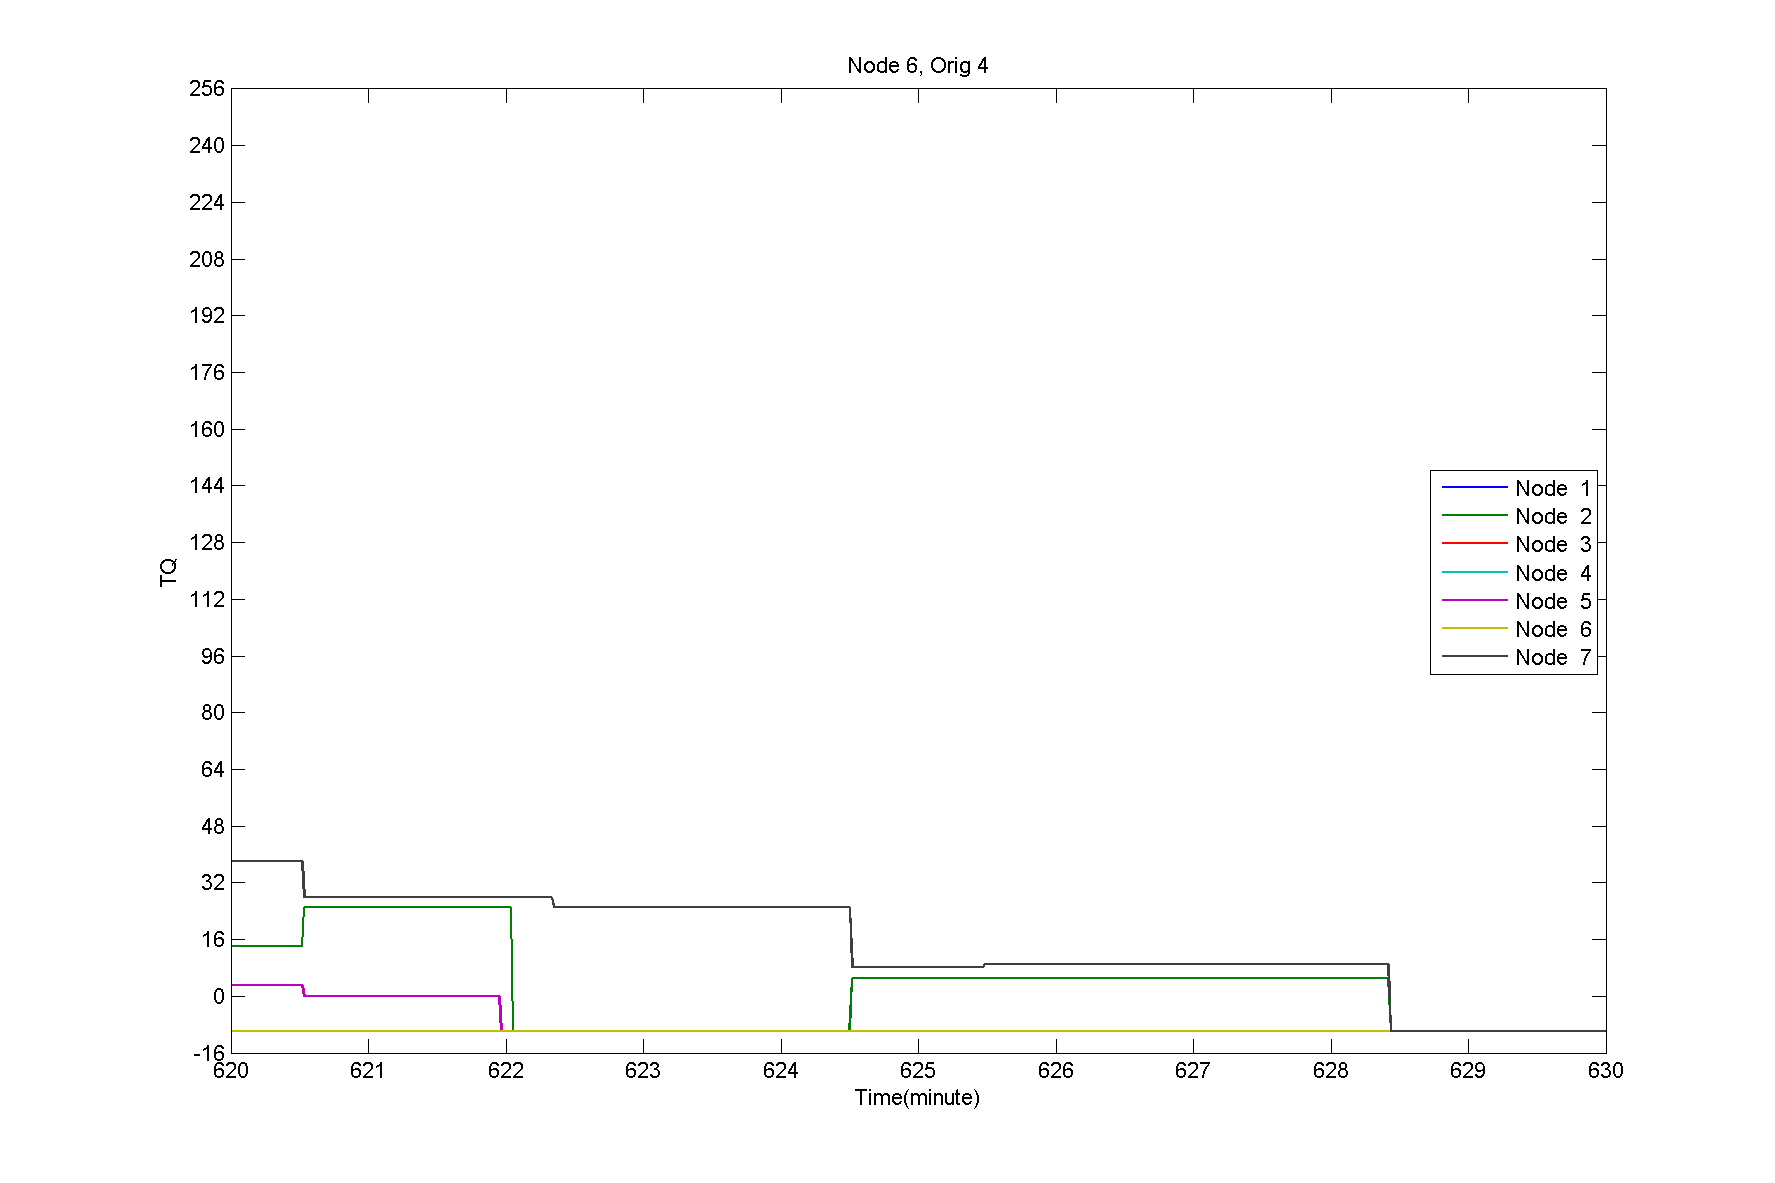 Node 6, Orig 4
256
240
224
208
192
176
160
144
128
112
96
80
64
48
32
16
0
-16
TQ
Node 1
Node 2
Node 3
Node 4
Node 5
Node 6
Node 7
620 621 622 623 624 625 626 627 628 629 630
Time(minute)